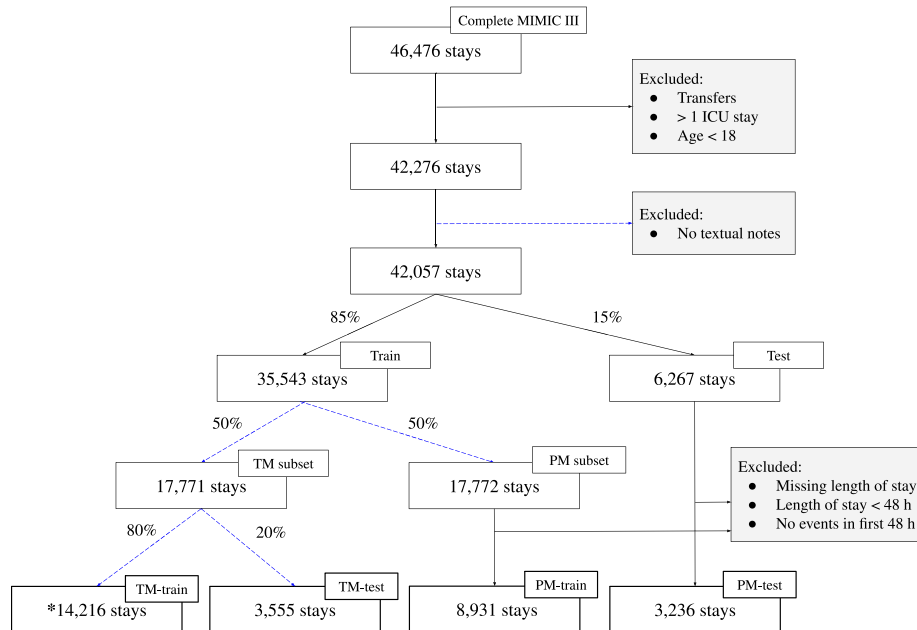 Complete MIMIC III
46,476 stays
Excluded:
● Transfers
● > 1 ICU stay
● Age < 18
42,276 stays
Excluded:
● No textual notes
42,057 stays
85%
15%
Train
35,543 stays
Test
6,267 stays
50%
50%
TM subset
17,771 stays
PM subset
17,772 stays
Excluded:
● Missing length of stay
● Length of stay < 48 h
● No events in first 48 h
80%
20%
TM-train
*14,216 stays
TM-test
3,555 stays
PM-train
8,931 stays
PM-test
3,236 stays